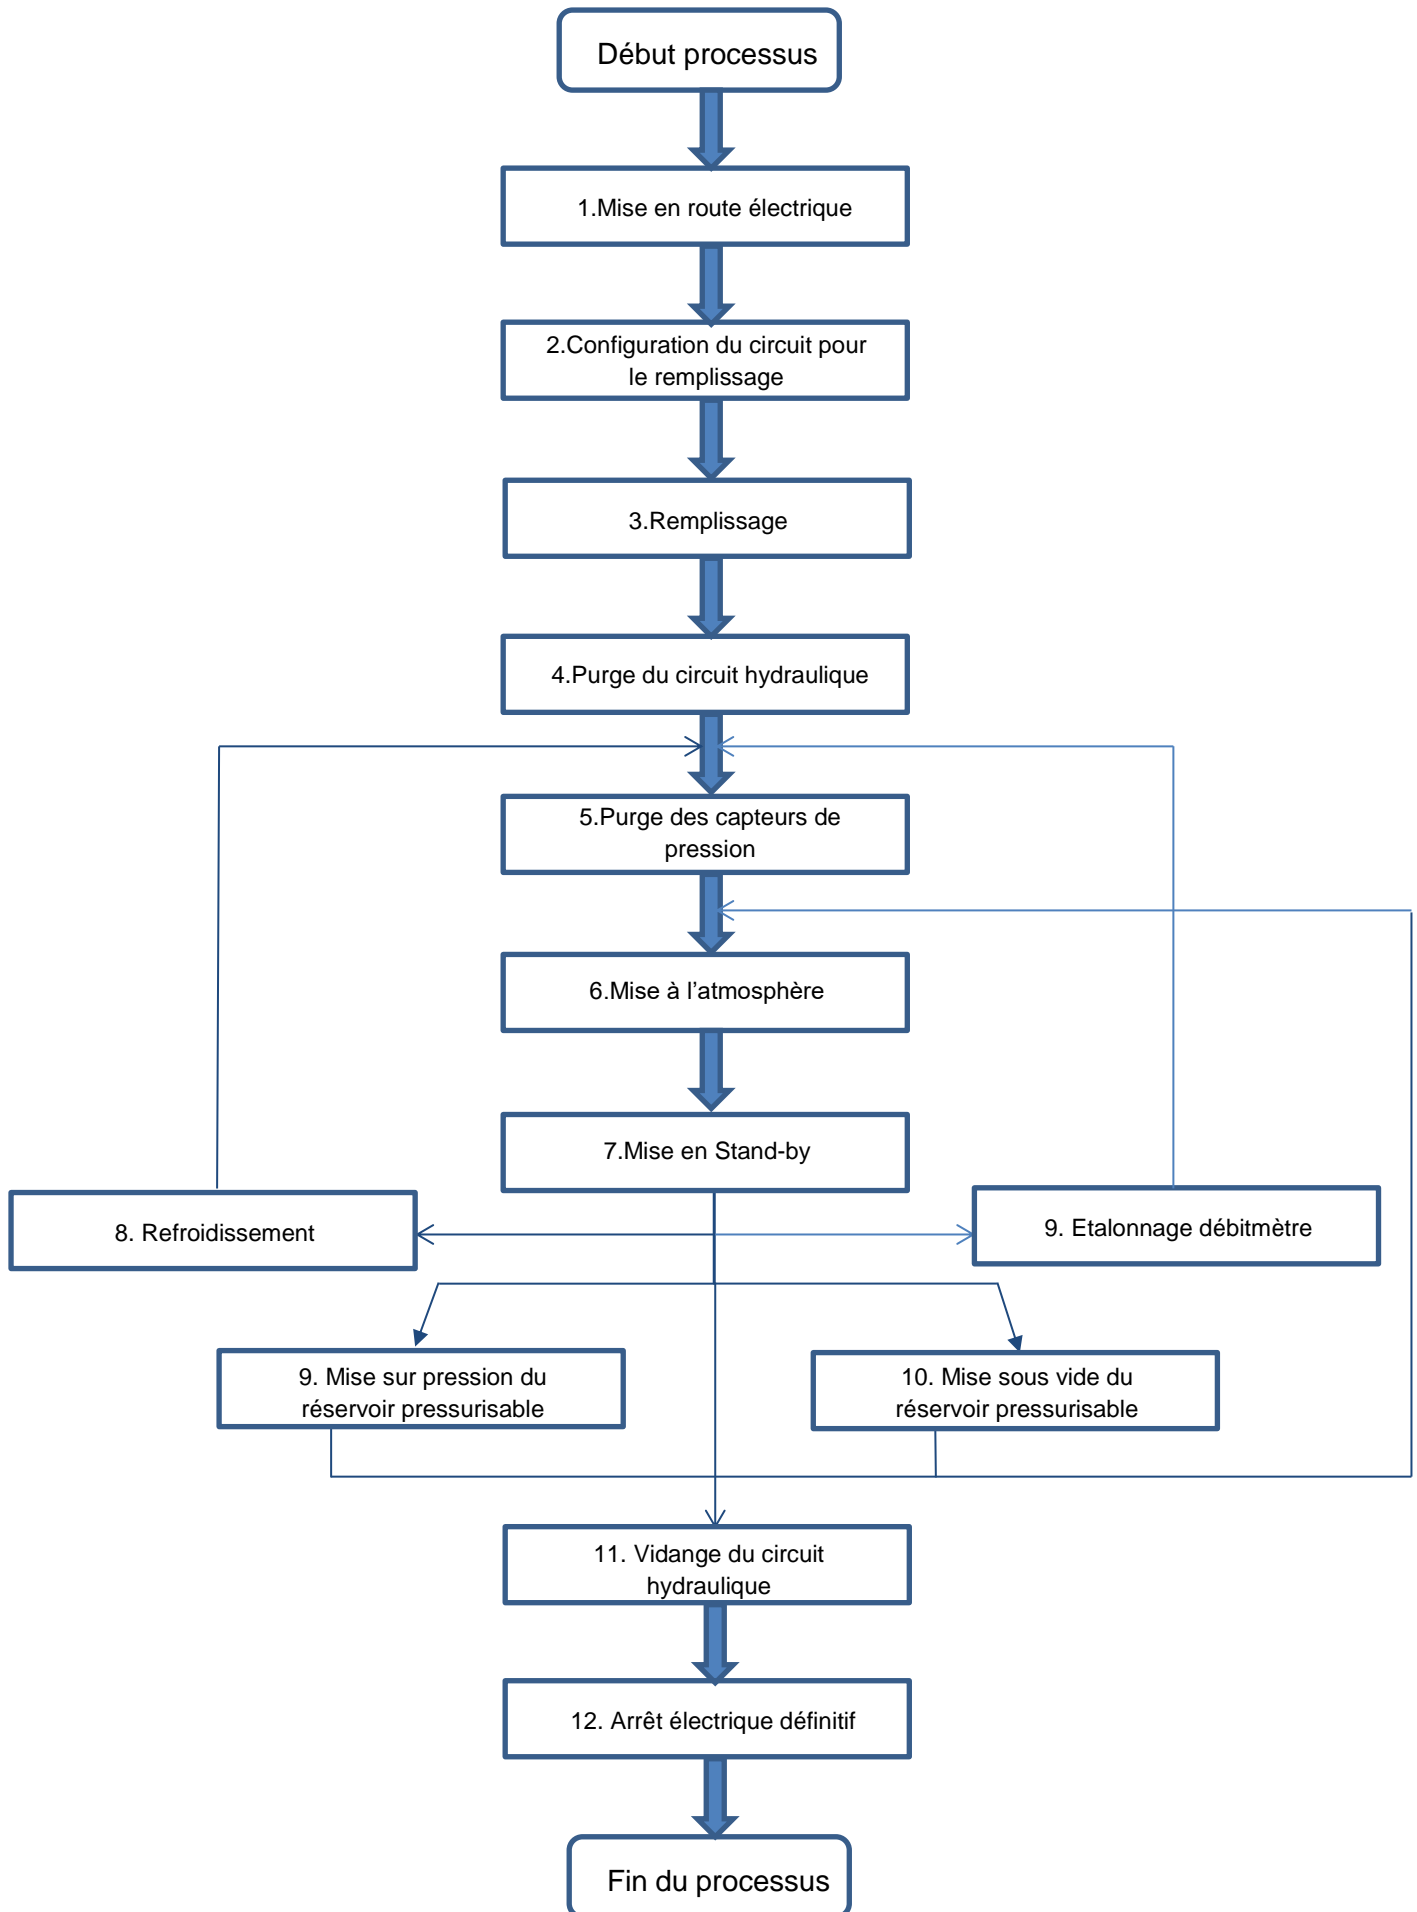 Début processus
1.Mise en route électrique
2.Configuration du circuit pour
le remplissage
3.Remplissage
4.Purge du circuit hydraulique
5.Purge des capteurs de
pression
6.Mise à l’atmosphère
7.Mise en Stand-by
8. Refroidissement
9. Etalonnage débitmètre
9. Mise sur pression du
réservoir pressurisable
10. Mise sous vide du
réservoir pressurisable
11. Vidange du circuit
hydraulique
12. Arrêt électrique définitif
Fin du processus